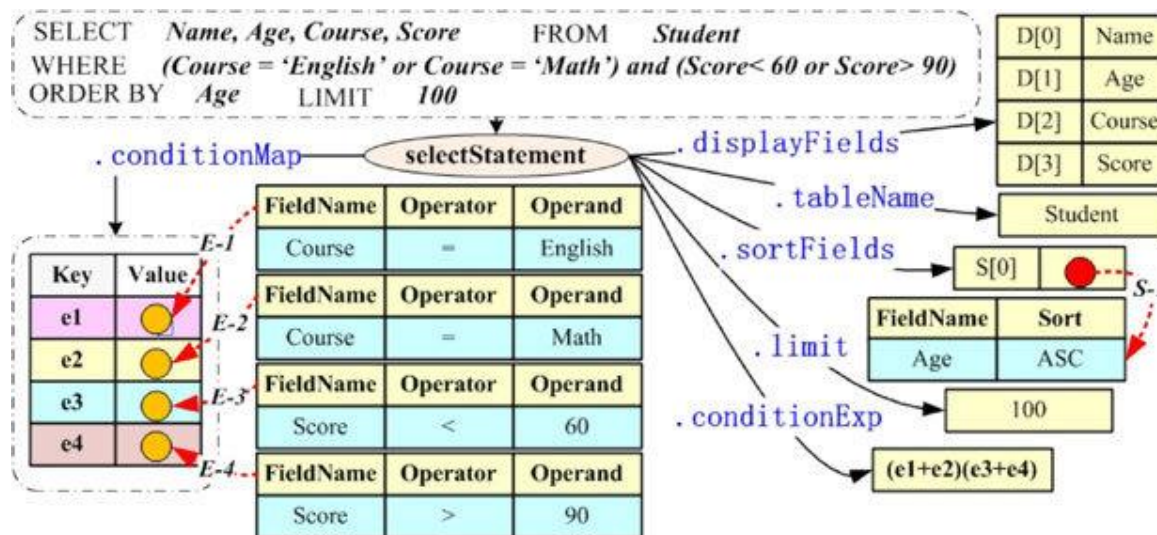 SELECT Name, Age, Course, Score FROM Student
WHERE (Course = ‘English’ or Course = ‘Math’) and (Score< 60 or Score> 90)
ORDER BY Age LIMIT 100
selectStatement
.conditionMap
Key Value
e1
e2
e3
e4
E-1
E-2
E-3
E-4
FieldName Operator Operand
Course = English
FieldName Operator Operand
Course = Math
FieldName Operator Operand
Score < 60
FieldName Operator Operand
Score > 90
.displayFields
D[0] Name
D[1] Age
D[2] Course
D[3] Score
.tableName
Student
.sortFields
S[0]
S-
FieldName Sort
Age ASC
.limit
100
.conditionExp
(e1+e2)(e3+e4)